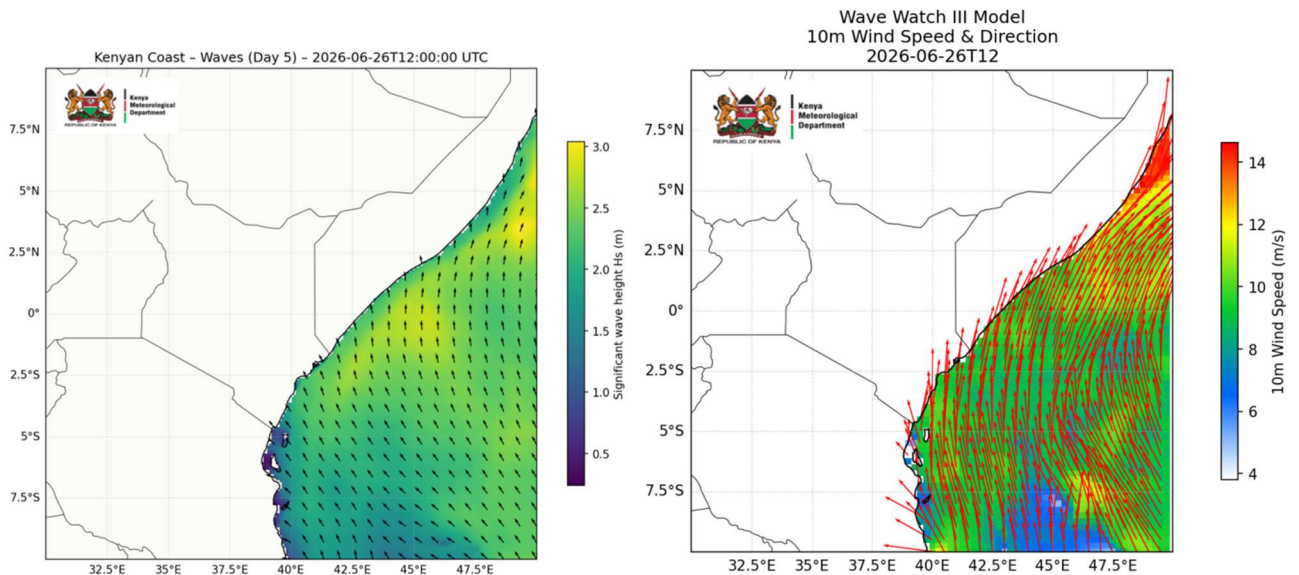 Kenyan Coast – Waves (Day 5) – 2026-06-26T12:00:00 UTC
Kenya
Meteorological
Department
REPUBLIC OF KENYA
7.5°N
5°N
2.5°N
0°
2.5°S
5°S
7.5°S
32.5°E 35°E 37.5°E 40°E 42.5°E 45°E 47.5°E
3.0
2.5
2.0
1.5
1.0
0.5
Significant wave height Hs (m)
Wave Watch III Model
10m Wind Speed & Direction
2026-06-26T12
Kenya
Meteorological
Department
REPUBLIC OF KENYA
7.5°N
5°N
2.5°N
0°
2.5°S
5°S
7.5°S
32.5°E 35°E 37.5°E 40°E 42.5°E 45°E 47.5°E
14
12
10
8
6
4
10m Wind Speed (m/s)